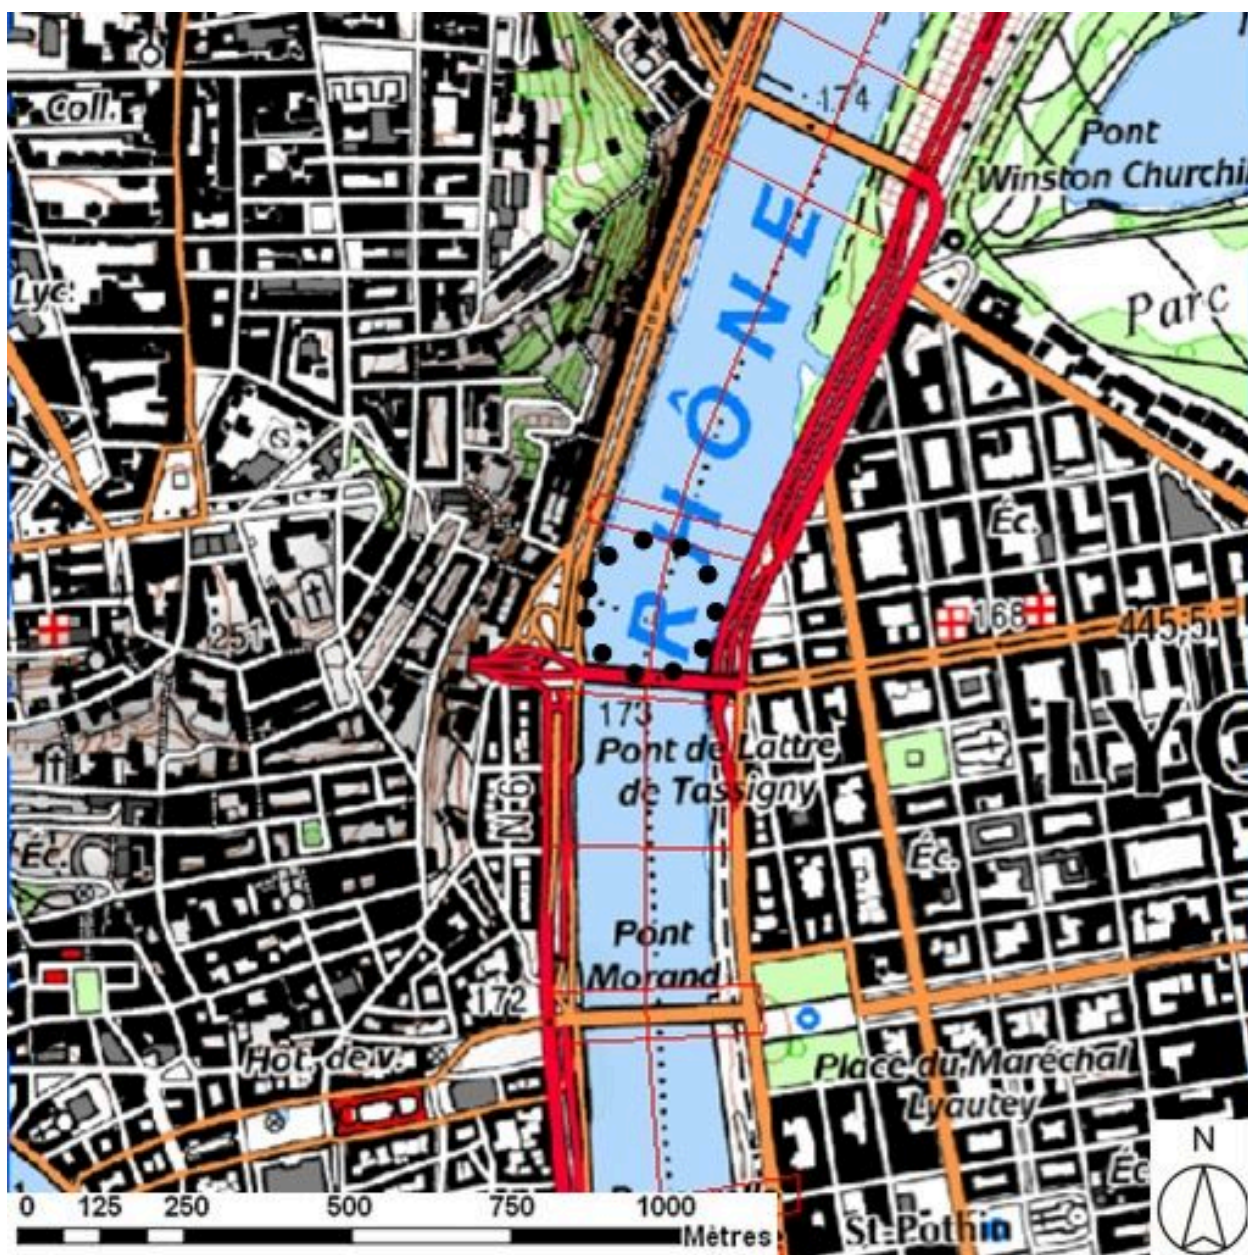 Coll.
174
Pont
Winston Churchil
Lyc.
Parc
RHÔNE
Éc.
251
168
445,5
173
Pont de Lattre
de Tassigny
LYO
N 6
Éc.
Éc.
Pont
Morand
172
Hot. de v.
Place du Maréchal
Lyautey
N
Éc
0 125 250 500 750 1000
Mètres
St-Pothin